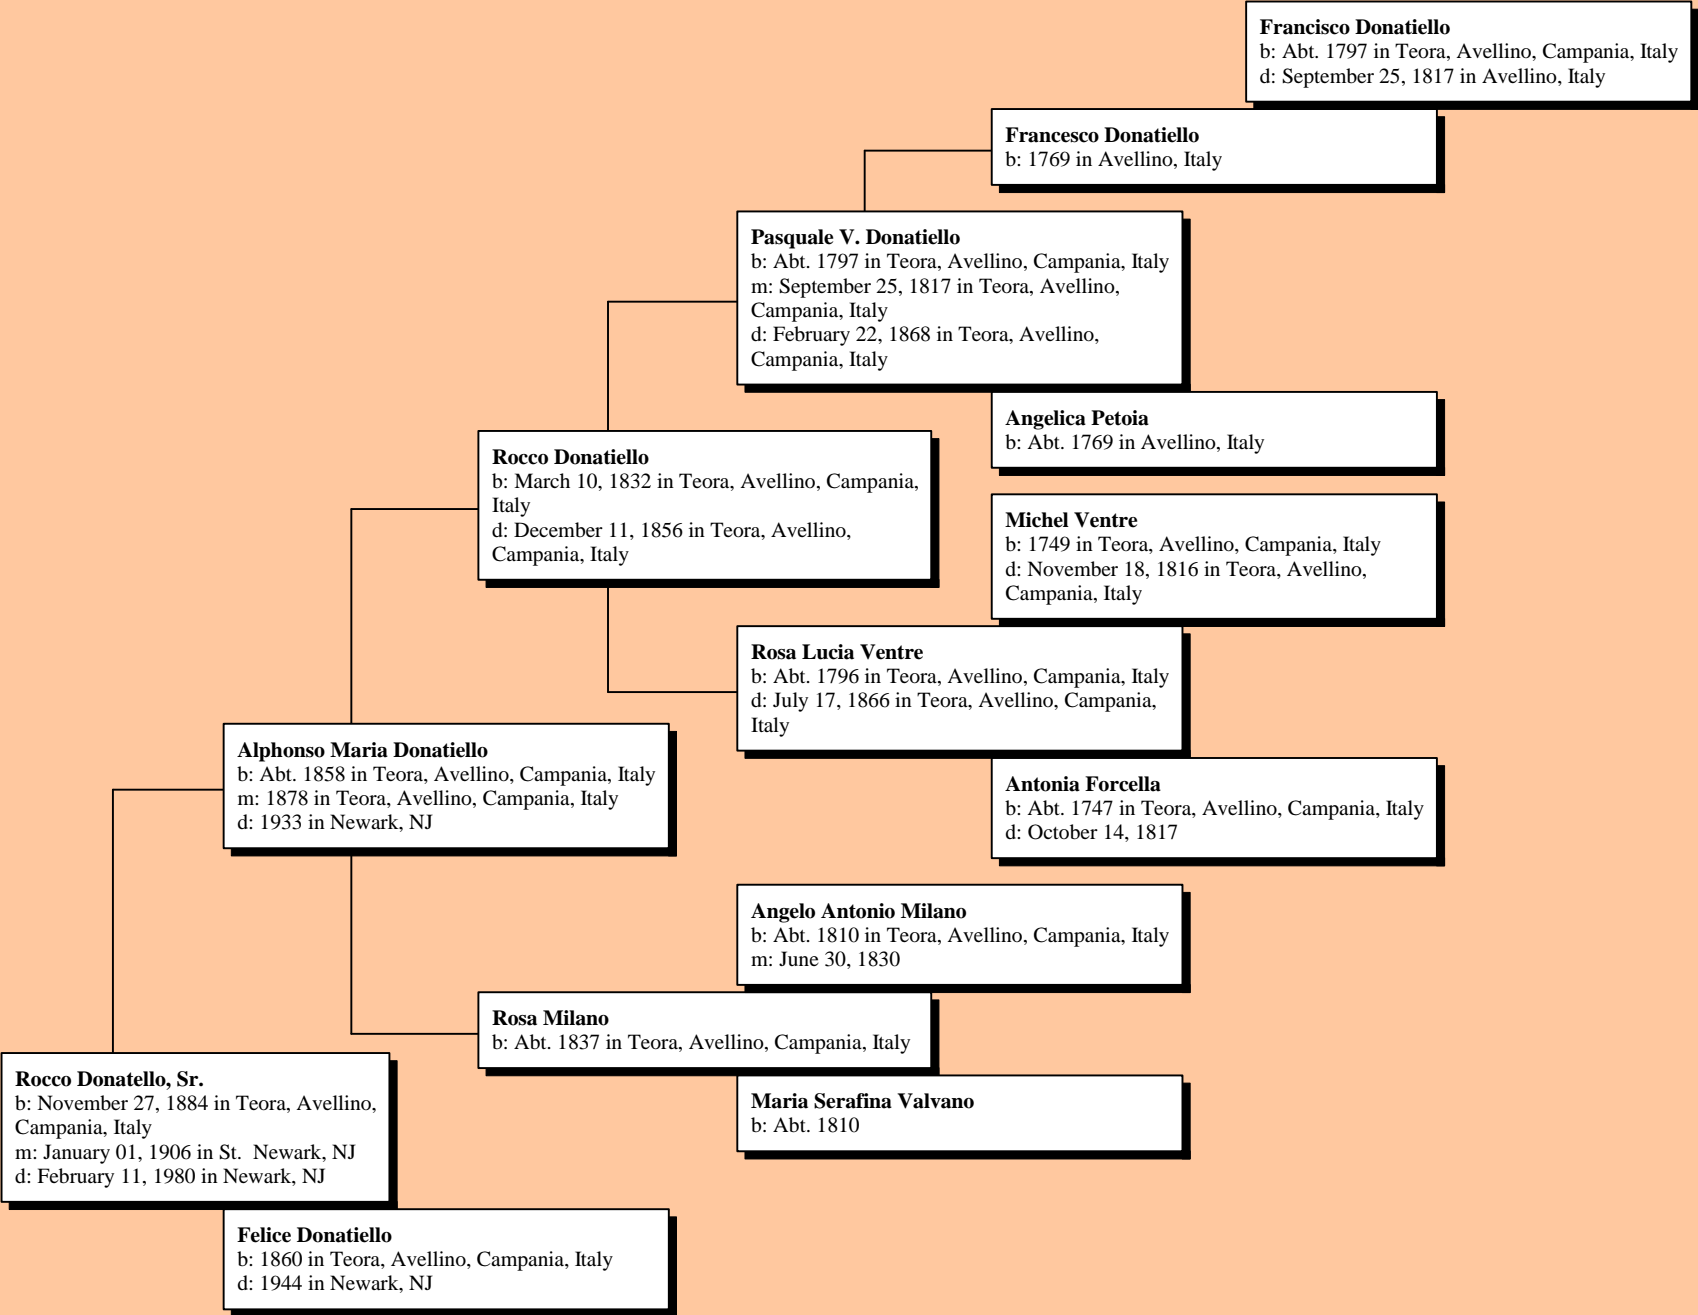 Francisco Donatiello
b: Abt. 1797 in Teora, Avellino, Campania, Italy
d: September 25, 1817 in Avellino, Italy
Francesco Donatiello
b: 1769 in Avellino, Italy
Pasquale V. Donatiello
b: Abt. 1797 in Teora, Avellino, Campania, Italy
m: September 25, 1817 in Teora, Avellino,
Campania, Italy
d: February 22, 1868 in Teora, Avellino,
Campania, Italy
Angelica Petoia
b: Abt. 1769 in Avellino, Italy
Rocco Donatiello
b: March 10, 1832 in Teora, Avellino, Campania,
Italy
d: December 11, 1856 in Teora, Avellino,
Campania, Italy
Michel Ventre
b: 1749 in Teora, Avellino, Campania, Italy
d: November 18, 1816 in Teora, Avellino,
Campania, Italy
Rosa Lucia Ventre
b: Abt. 1796 in Teora, Avellino, Campania, Italy
d: July 17, 1866 in Teora, Avellino, Campania,
Italy
Alphonso Maria Donatiello
b: Abt. 1858 in Teora, Avellino, Campania, Italy
m: 1878 in Teora, Avellino, Campania, Italy
d: 1933 in Newark, NJ
Antonia Forcella
b: Abt. 1747 in Teora, Avellino, Campania, Italy
d: October 14, 1817
Angelo Antonio Milano
b: Abt. 1810 in Teora, Avellino, Campania, Italy
m: June 30, 1830
Rosa Milano
b: Abt. 1837 in Teora, Avellino, Campania, Italy
Rocco Donatello, Sr.
b: November 27, 1884 in Teora, Avellino,
Campania, Italy
m: January 01, 1906 in St.  Newark, NJ
d: February 11, 1980 in Newark, NJ
Maria Serafina Valvano
b: Abt. 1810
Felice Donatiello
b: 1860 in Teora, Avellino, Campania, Italy
d: 1944 in Newark, NJ